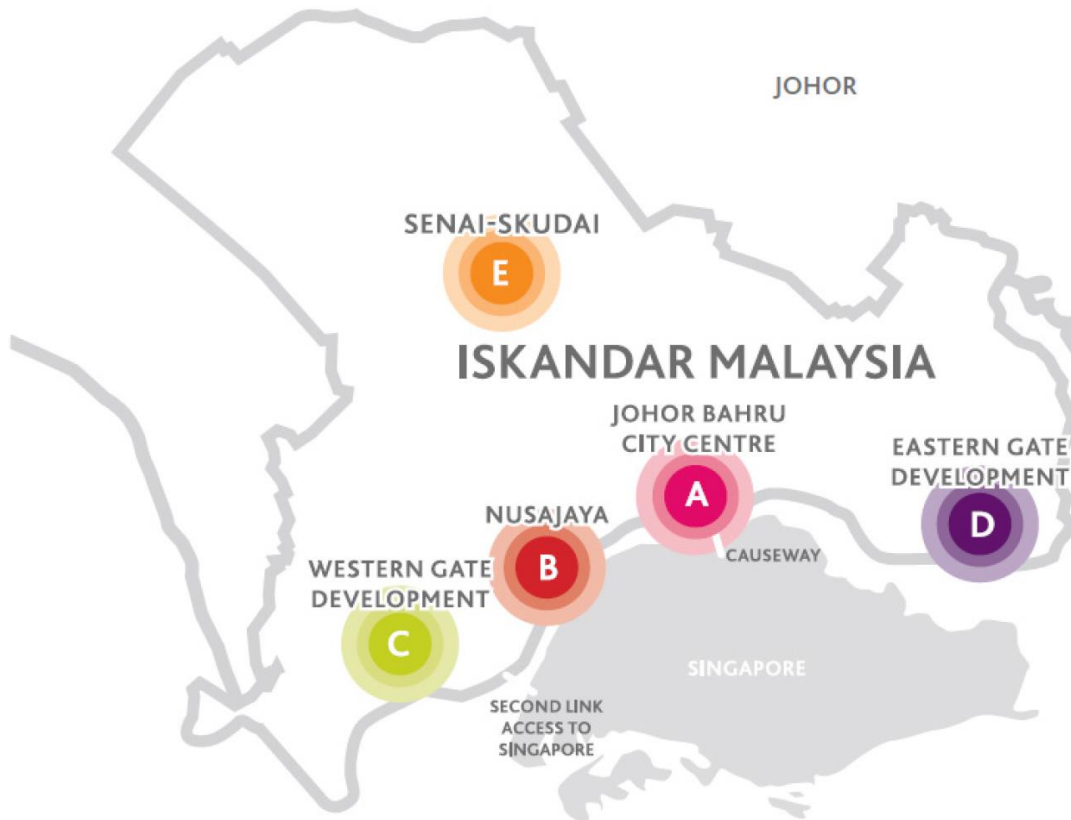 JOHOR
SENAI-SKUDAI
E
ISKANDAR MALAYSIA
JOHOR BAHRU
CITY CENTRE
A
EASTERN GATE
DEVELOPMENT
D
NUSAJAYA
B
CAUSEWAY
WESTERN GATE
DEVELOPMENT
C
SINGAPORE
SECOND LINK
ACCESS TO
SINGAPORE